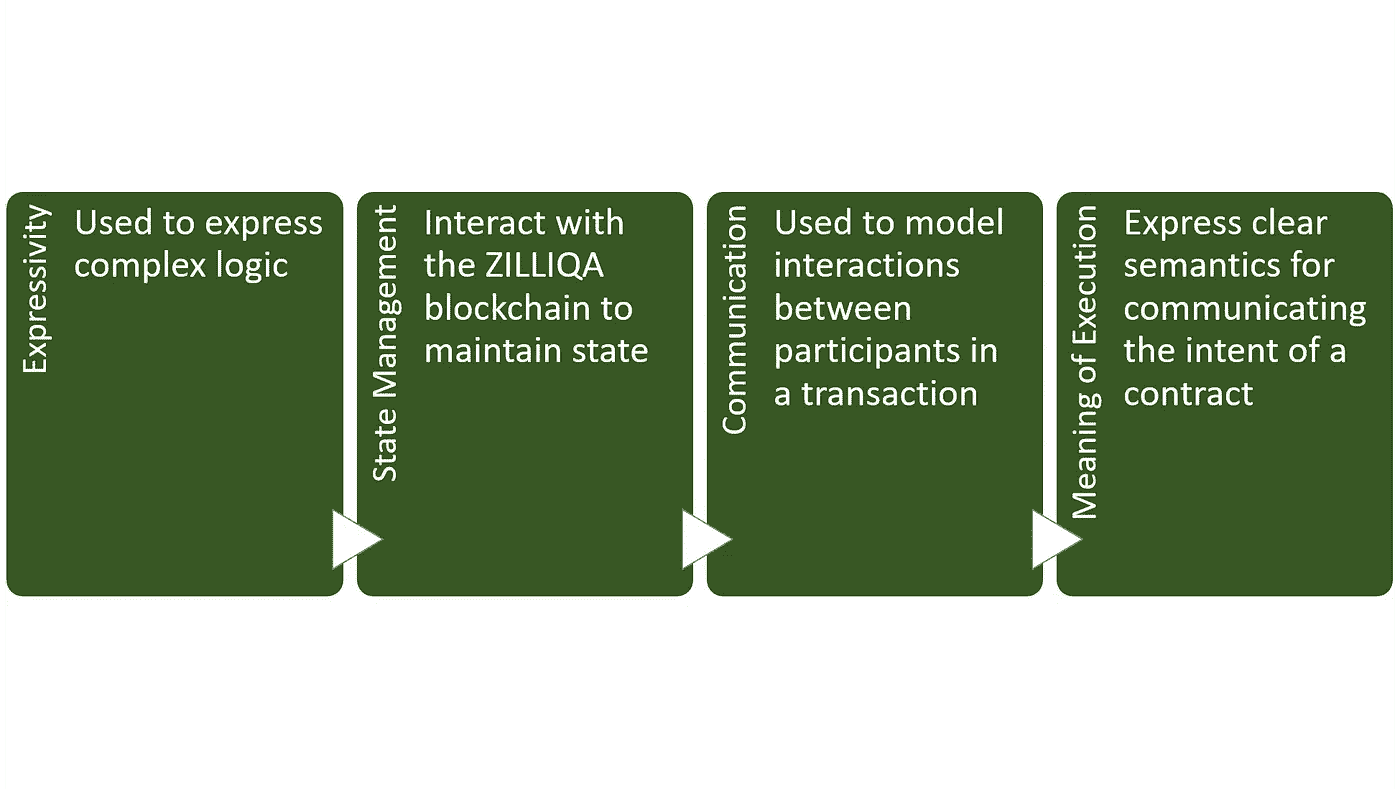 Expressivity
Used to express
complex logic
State Management
Interact with
the ZILLIQA
blockchain to
maintain state
Communication
Used to model
interactions
between
participants in
a transaction
Meaning of Execution
Express clear
semantics for
communicating
the intent of a
contract